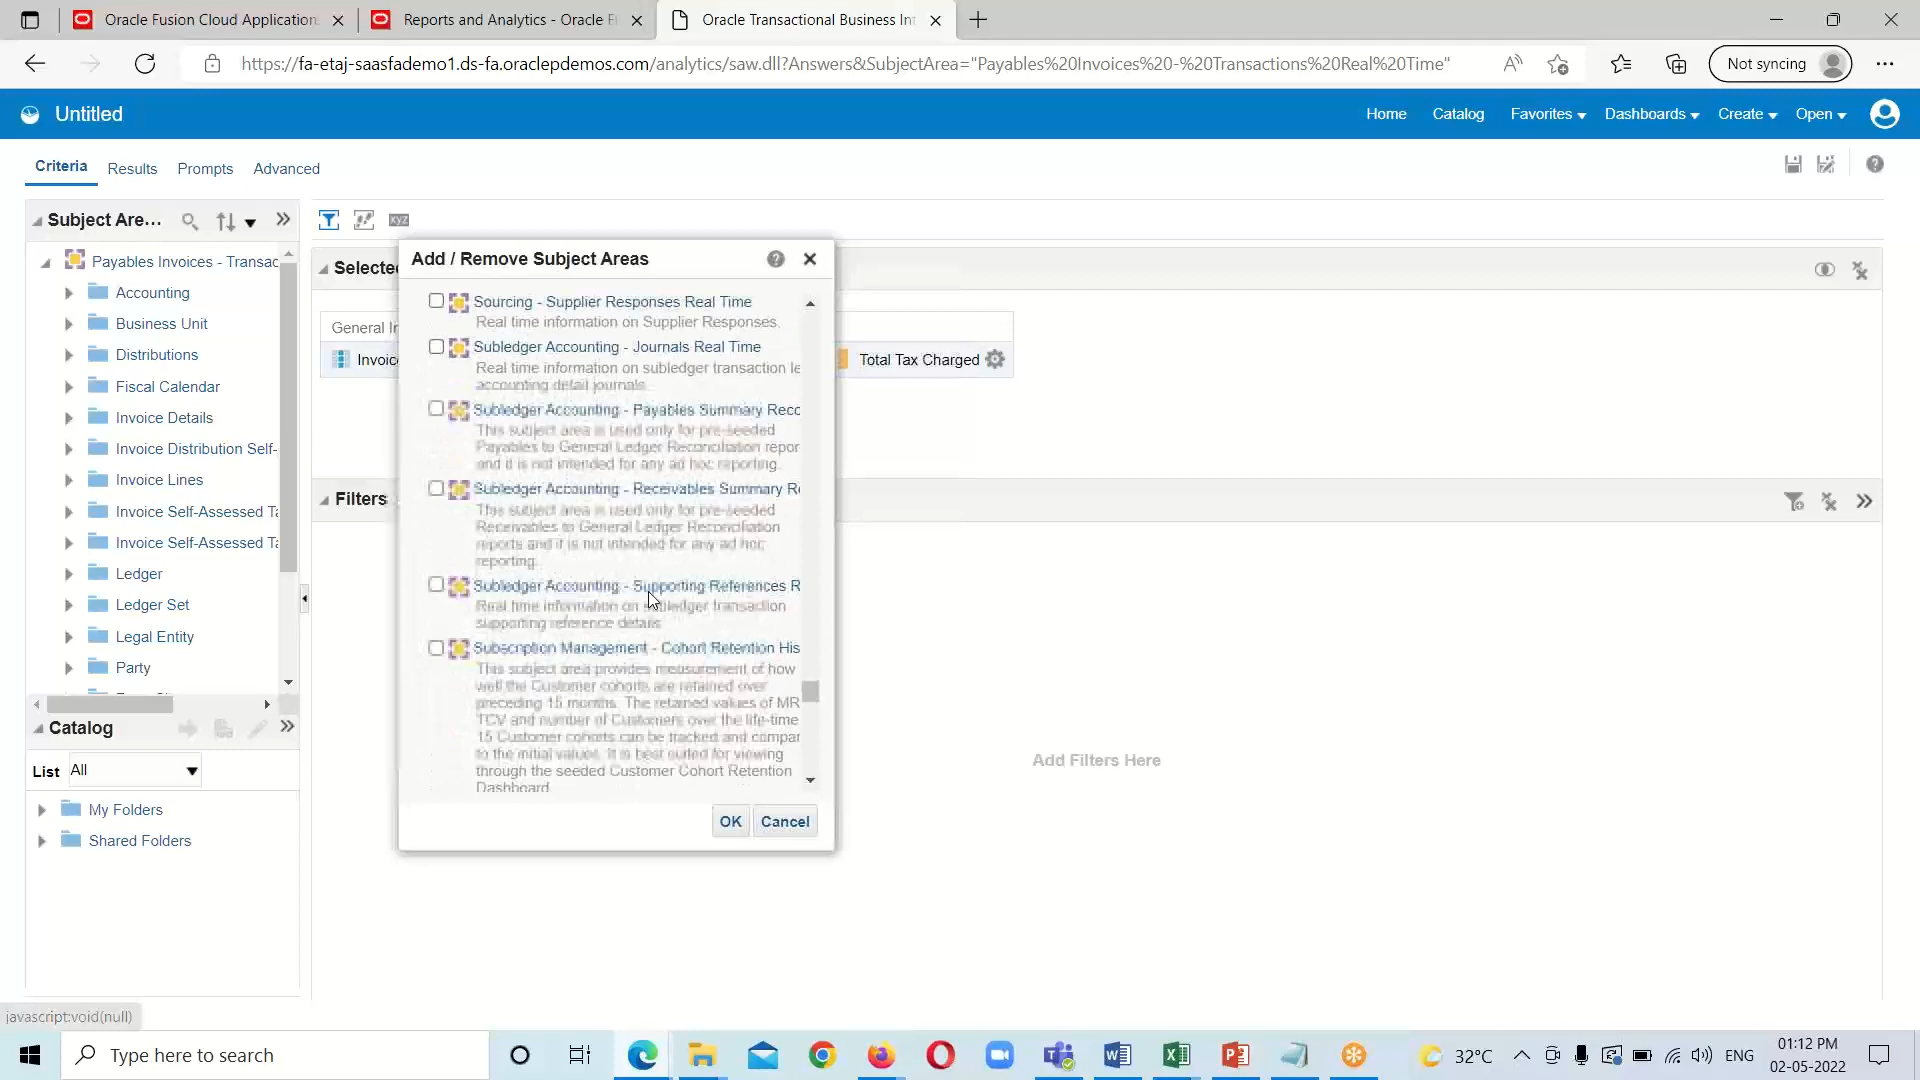 Oracle Fusion Cloud Application
Reports and Analytics - Oracle F
Oracle Transactional Business Int
https://fa-etaj-saasfademo1.ds-fa.oraclepdemos.com/analytics/saw.dll?Answers&SubjectArea="Payables%20Invoices%20-%20Transactions%20Real%20Time"
Not syncing
Untitled
Home
Catalog
Favorites
Dashboards
Create
Open
Criteria
Results
Prompts
Advanced
Subject Are...
Payables Invoices - Transac
Accounting
Business Unit
Distributions
Fiscal Calendar
Invoice Details
Invoice Distribution Self-
Invoice Lines
Invoice Self-Assessed Ta
Invoice Self-Assessed Ta
Ledger
Ledger Set
Legal Entity
Party
Catalog
List All
My Folders
Shared Folders
xyz
Selecte
General In
Invoic
Total Tax Charged
Filters
Add Filters Here
Add / Remove Subject Areas
Sourcing - Supplier Responses Real Time
Real time information on Supplier Responses.
Subledger Accounting - Journals Real Time
Real time information on subledger transaction le
accounting detail journals.
Subledger Accounting - Payables Summary Reco
This subject area is used only for pre-seeded
Payables to General Ledger Reconciliation repor
and it is not intended for any ad hoc reporting.
Subledger Accounting - Receivables Summary Re
This subject area is used only for pre-seeded
Receivables to General Ledger Reconciliation
reports and it is not intended for any ad hoc
reporting.
Subledger Accounting - Supporting References R
Real time information on subledger transaction
supporting reference details
Subscription Management - Cohort Retention His
This subject area provides measurement of how
well the Customer cohorts are retained over
preceding 15 months. The retained values of MR
TCV and number of Customers over the life-time
15 Customer cohorts can be tracked and compar
to the initial values. It is best suited for viewing
through the seeded Customer Cohort Retention
Dashboard.
OK
Cancel
javascript:void(null)
Type here to search
32°C
ENG
01:12 PM
02-05-2022